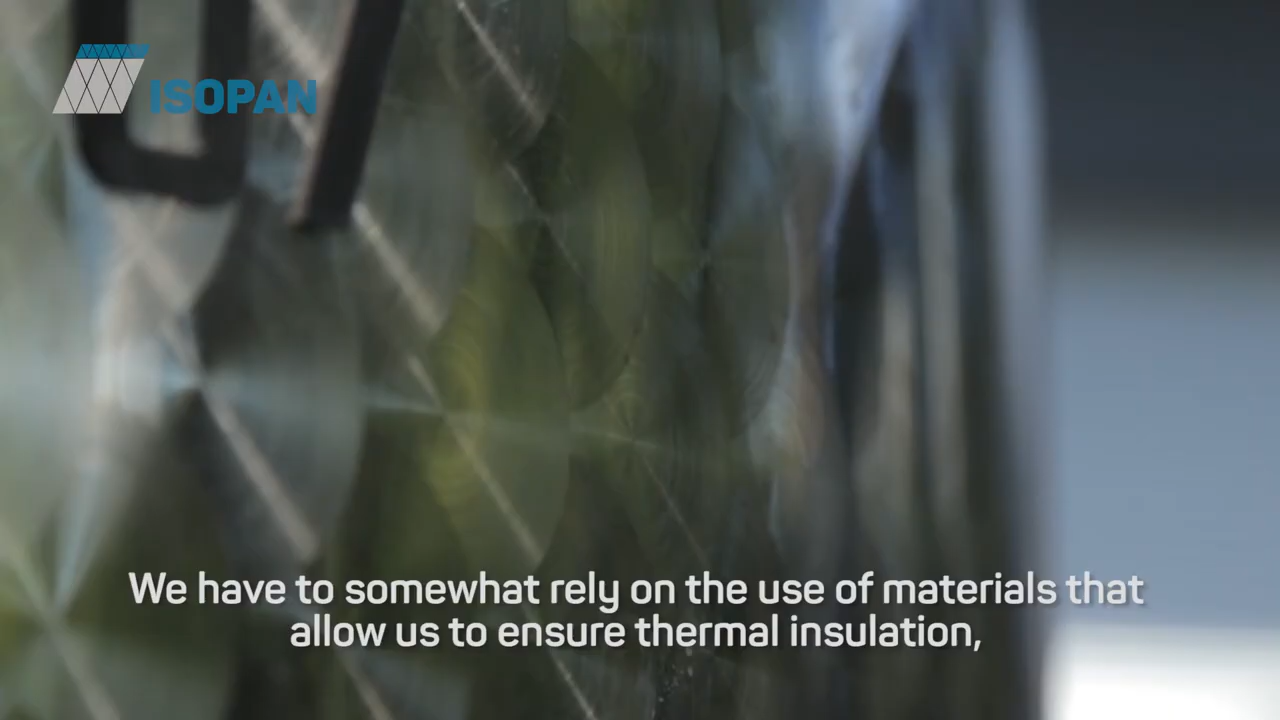 ISOPAN
We have to somewhat rely on the use of materials that
allow us to ensure thermal insulation,